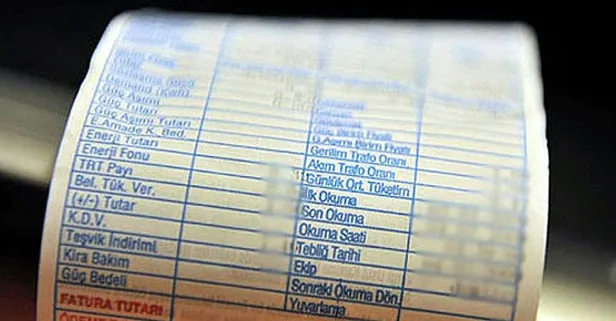 Demand (Kwh)
Güç Aşımı
Güç Tutarı
Güç Aşımı Tutarı
E.Amade K. Bed.
Enerji Tutarı
Enerji Fonu
TRT Payı
Bel. Tük. Ver.
(+/-) Tutar
K.D.V.
Teşvik İndirimi
Kira Bakım
Güç Bedeli
FATURA TUTARI
Güç Birim Fiyatı
G.Aşımı Birim Fiyatı
Gerilim Trafo Oranı
Akım Trafo Oranı
Günlük Ort. Tüketim
İlk Okuma
Son Okuma
Okuma Saati
Tebliğ Tarihi
Ekip
Sonraki Okuma Dön.
Yuvarlama